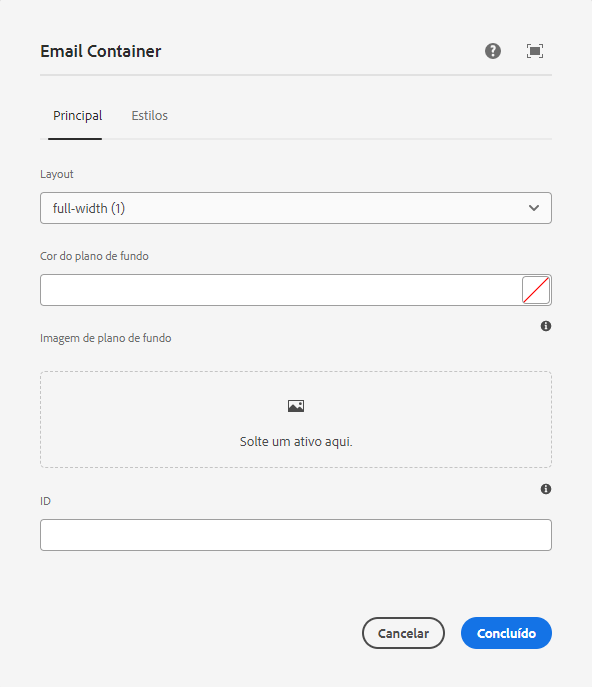 Email Container
Principal Estilos
Layout
full-width (1)
Cor do plano de fundo
Imagem de plano de fundo
Solte um ativo aqui.
ID
Cancelar Concluído